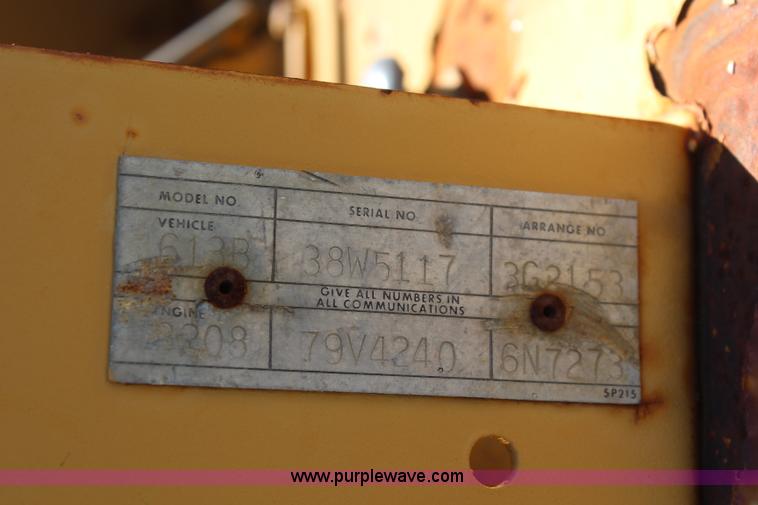 MODEL NO
SERIAL NO.
ARRANGE NO
VEHICLE
613B
38W5117
3G2153
GIVE ALL NUMBERS IN
ALL COMMUNICATIONS
ENGINE
3208
79V4240
6N7273
5P215
www.purplewave.com